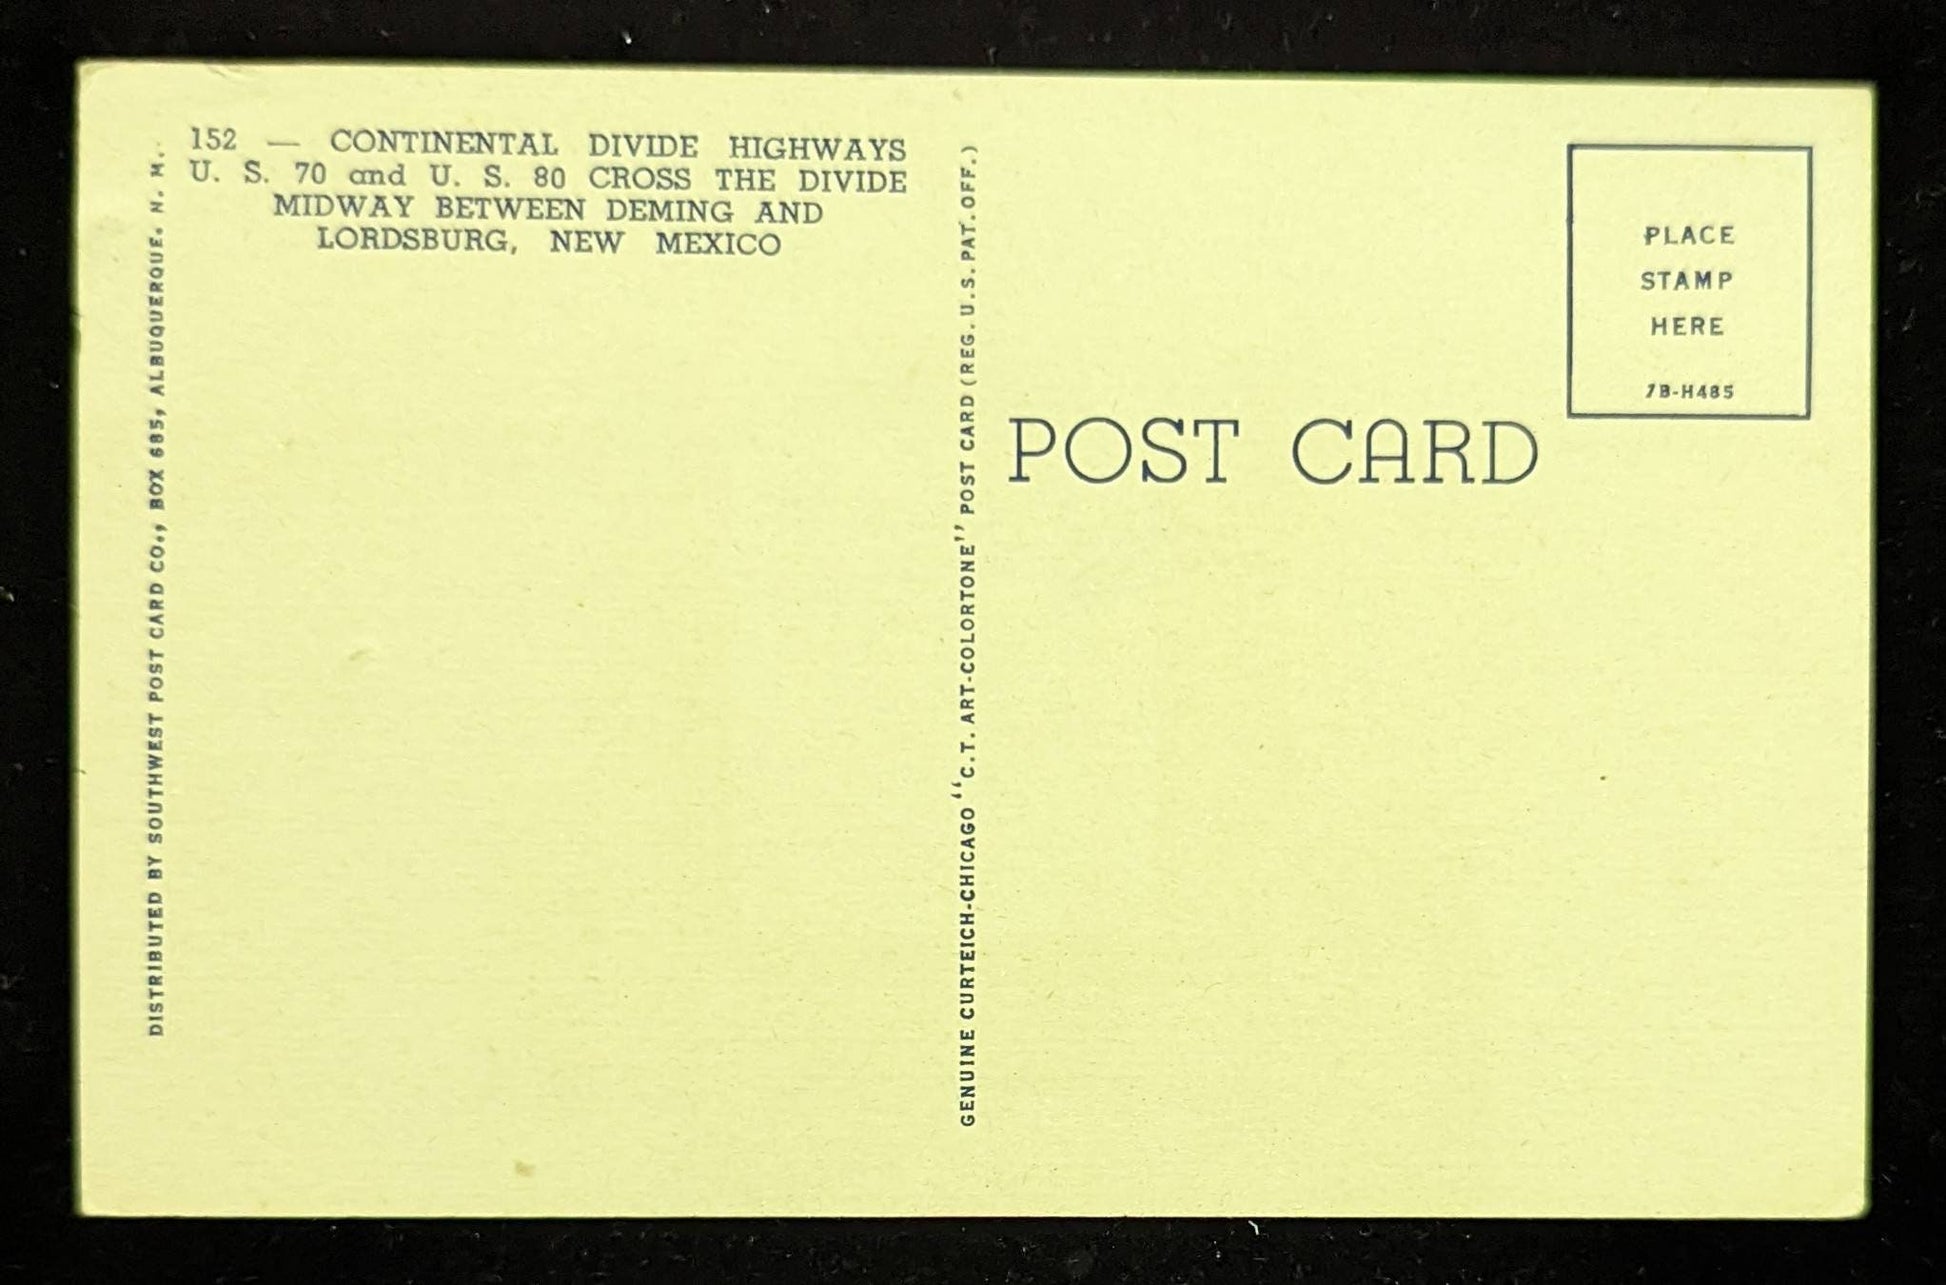 152 — CONTINENTAL DIVIDE HIGHWAYS
U. S. 70 and U. S. 80 CROSS THE DIVIDE
MIDWAY BETWEEN DEMING AND
LORDSBURG, NEW MEXICO
DISTRIBUTED BY SOUTHWEST POST CARD CO., BOX 685, ALBUQUERQUE. N. M.
GENUINE CURTEICH-CHICAGO "C.T. ART-COLORTONE" POST CARD (REG. U.S. PAT. OFF.)
POST CARD
PLACE
STAMP
HERE
7B-H485